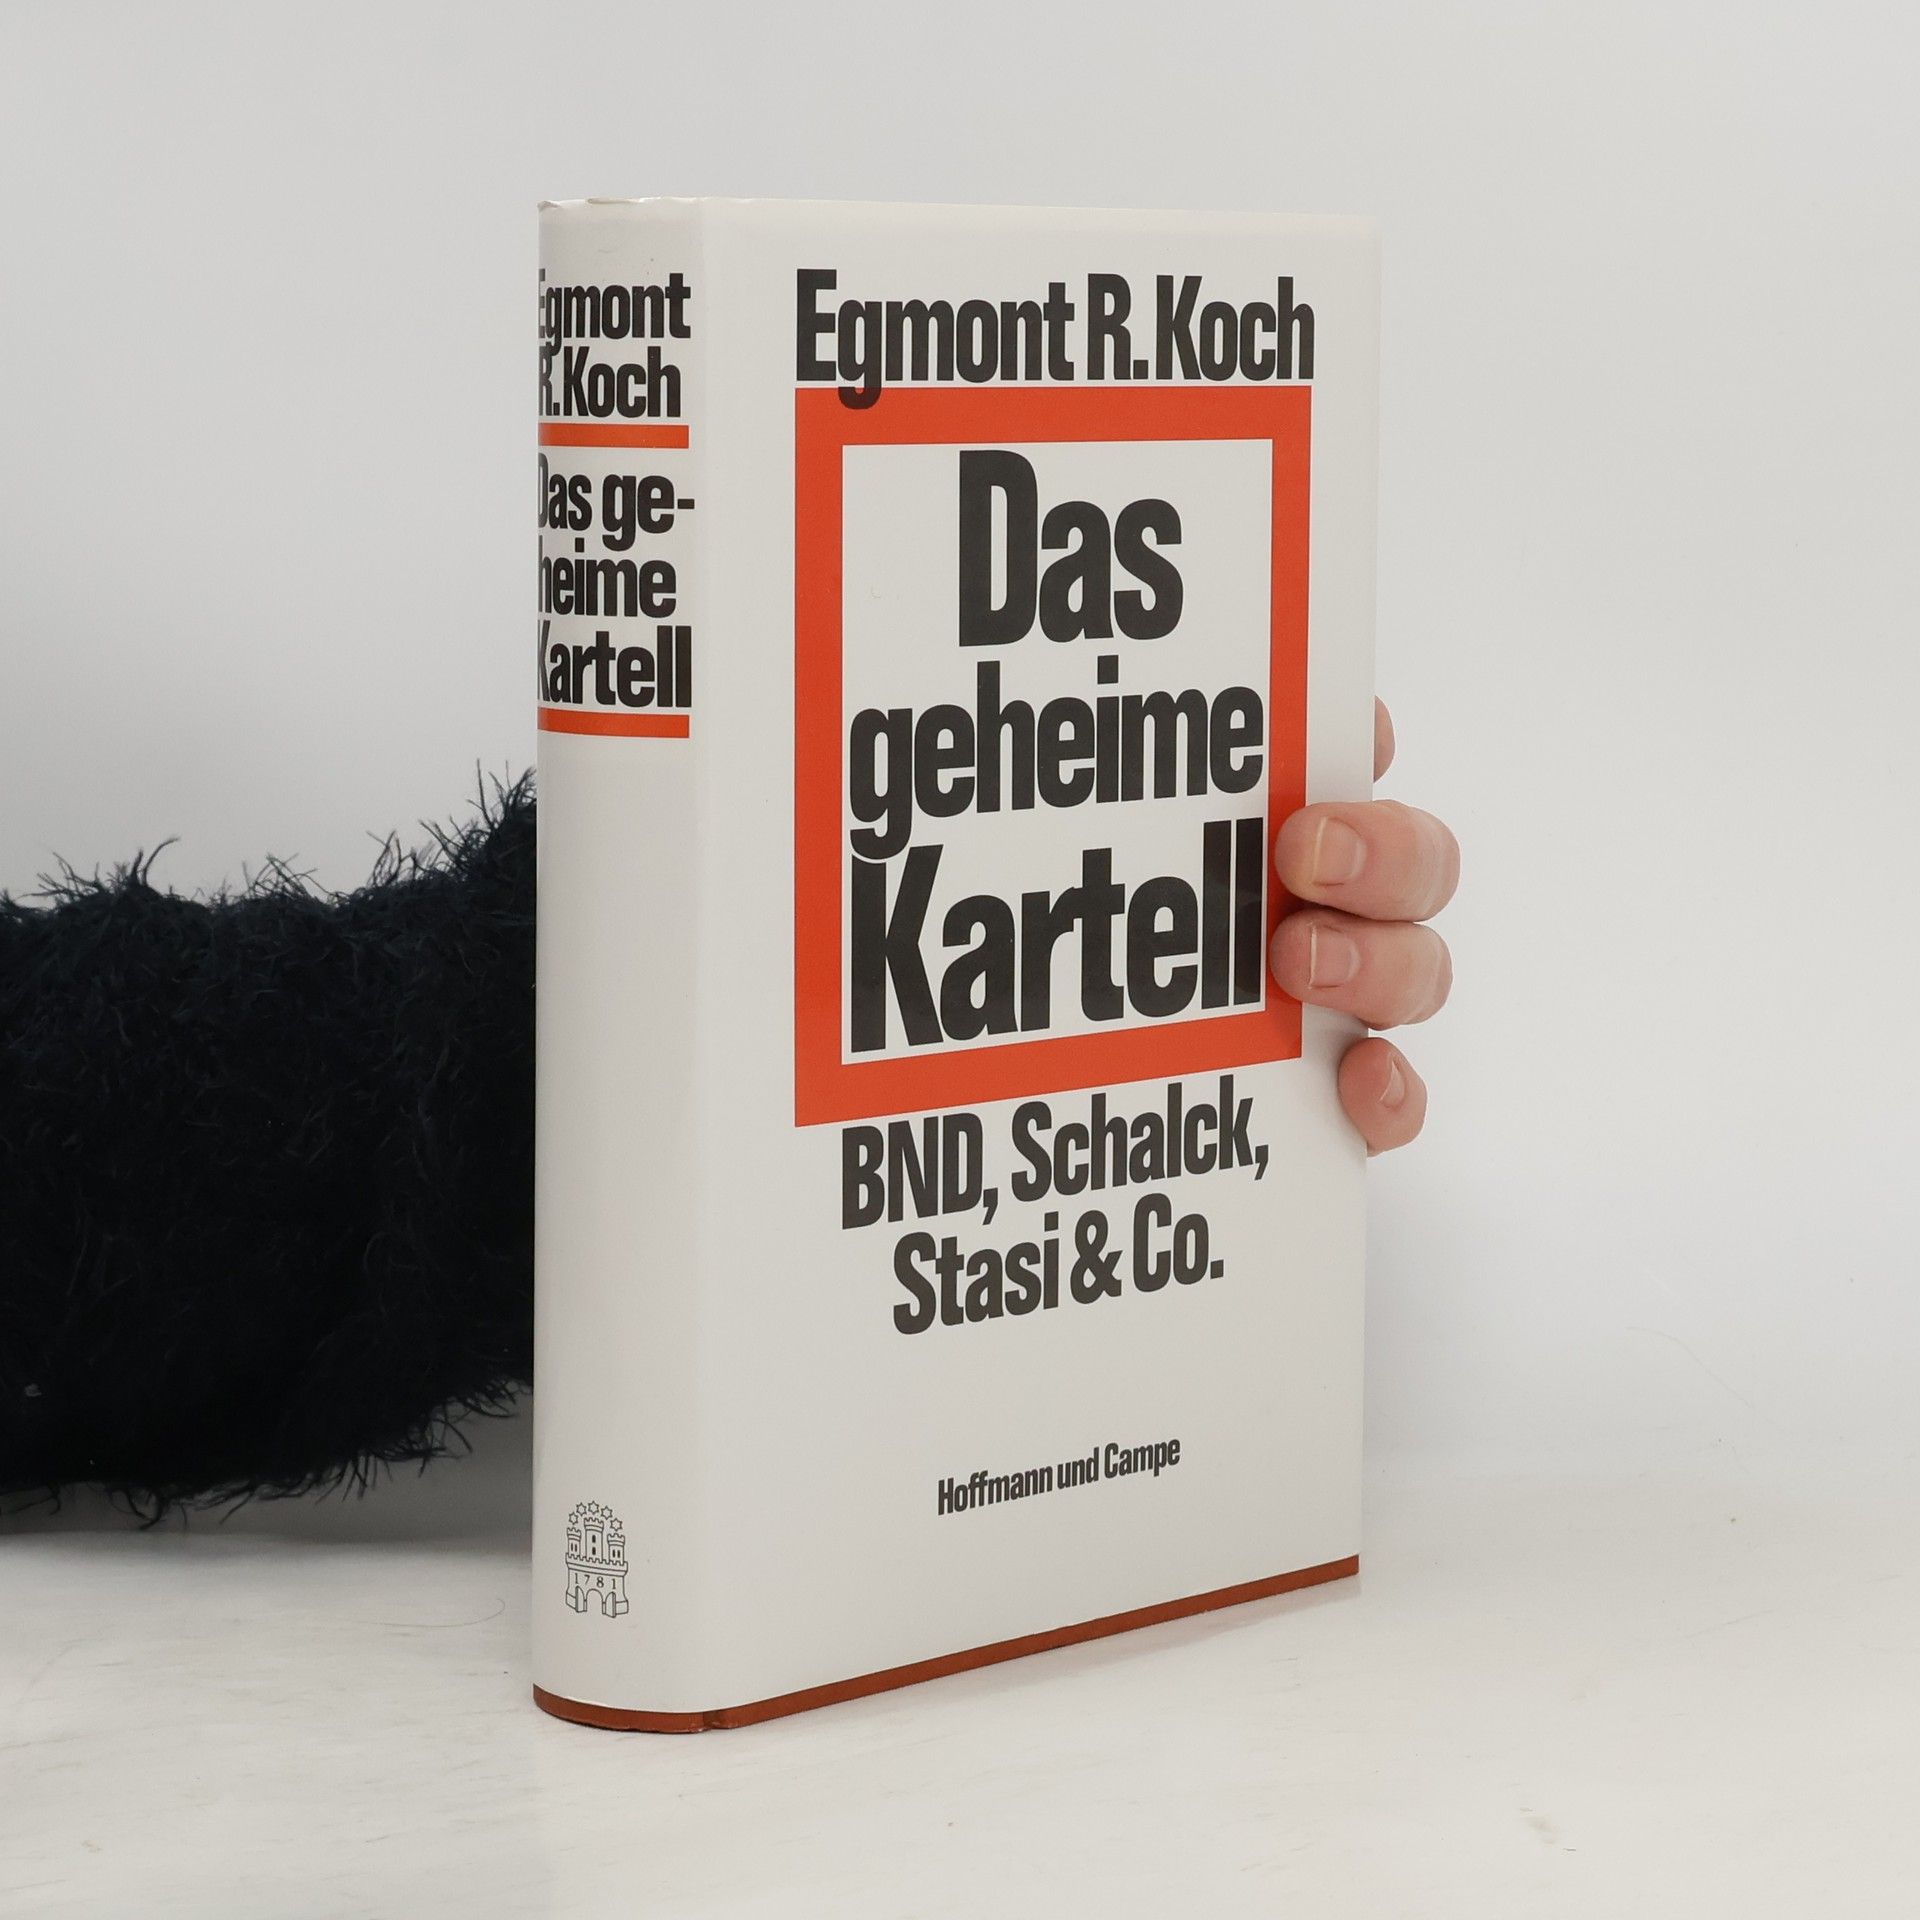 Egmont
R. Koch
Das ge-
heime
Kartell
1781
Egmont R. Koch
Das
geheime
Kartell
BND, Schalck,
Stasi & Co.
Hoffmann und Campe